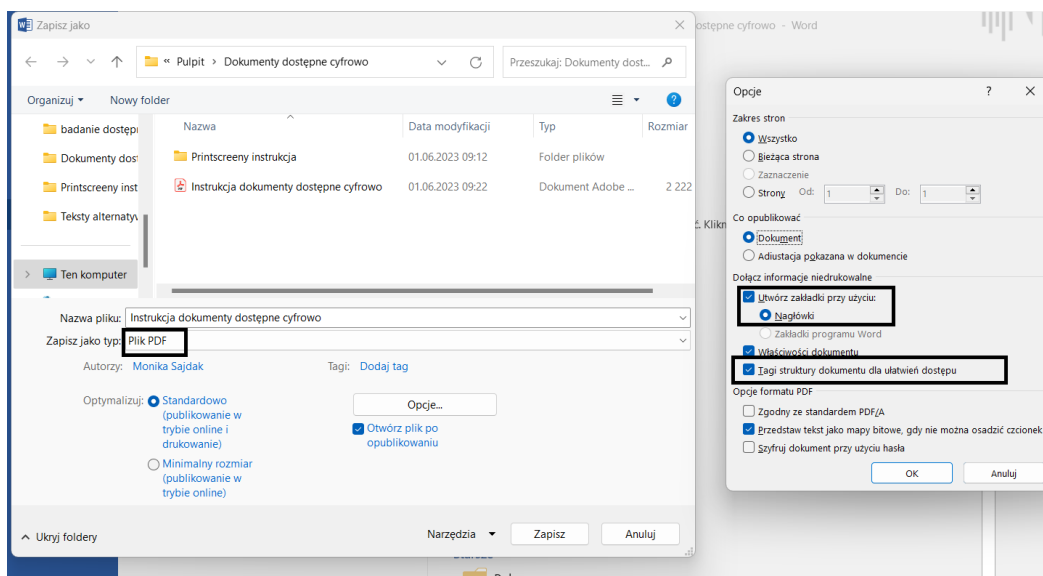 Zapisz jako
ostępne cyfrowo - Word
« Pulpit › Dokumenty dostępne cyfrowo
Przeszukaj: Dokumenty dost...
Organizuj
Nowy folder
Nazwa
Data modyfikacji
Typ
Rozmiar
badanie dostęp
Dokumenty dos
Printscreeny inst
Teksty alternaty
Ten komputer
Printscreeny instrukcja
01.06.2023 09:12
Folder plików
Instrukcja dokumenty dostępne cyfrowo
01.06.2023 09:22
Dokument Adobe ...
2 222
ć. Klikn
Nazwa pliku:
Instrukcja dokumenty dostępne cyfrowo
Zapisz jako typ:
Plik PDF
Autorzy:
Monika Sajdak
Tagi:
Dodaj tag
Optymalizuj:
Standardowo
(publikowanie w
trybie online i
drukowanie)
Minimalny rozmiar
(publikowanie w
trybie online)
Opcje...
Otwórz plik po
opublikowaniu
Ukryj foldery
Narzędzia
Zapisz
Anuluj
Opcje
?
Zakres stron
Wszystko
Bieżąca strona
Zaznaczenie
Strony
Od:
1
Do:
1
Co opublikować
Dokument
Adiustacja pokazana w dokumencie
Dołącz informacje niedrukowalne
Utwórz zakładki przy użyciu:
Nagłówki
Zakładki programu Word
Właściwości dokumentu
Tagi struktury dokumentu dla ułatwień dostępu
Opcje formatu PDF
Zgodny ze standardem PDF/A
Przedstaw tekst jako mapy bitowe, gdy nie można osadzić czcionek
Szyfruj dokument przy użyciu hasła
OK
Anuluj